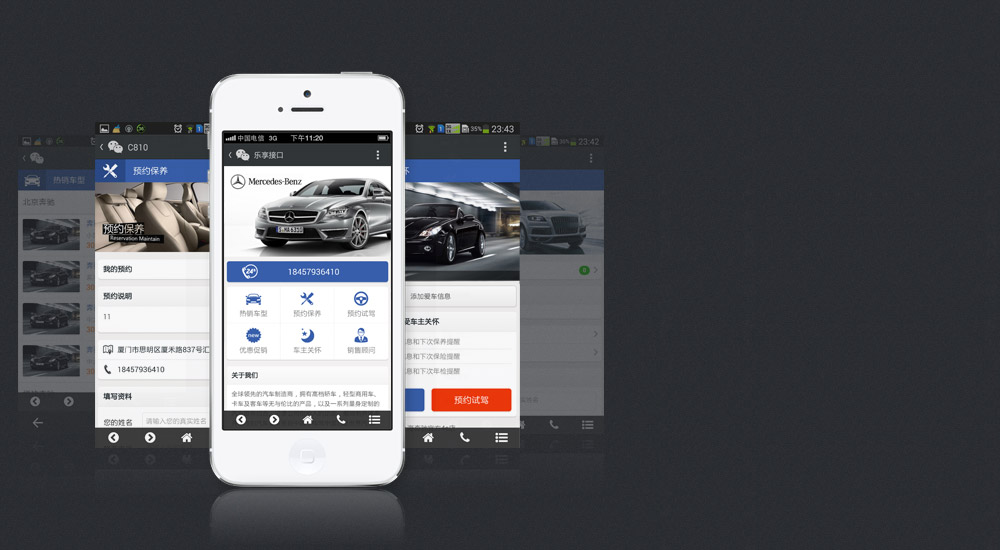 23:42
热销车型
北京奔驰
C810
预约保养
预约保养
Reservation Maintain
我的预约
预约说明
11
厦门市思明区厦禾路837号汇
18457936410
填写资料
您的姓名
请输入您的真实姓名
中国电信 3G 下午11:20
乐享接口
Mercedes-Benz
24
18457936410
热销车型
预约保养
预约试驾
new
优惠促销
车主关怀
销售顾问
关于我们
全球领先的汽车制造商，拥有高档轿车，轻型商用车、
卡车及客车等无与伦比的产品，以及一系列量身定制的
35% 23:43
怀
添加爱车信息
爱车主关怀
息和下次保养提醒
息和下次保险提醒
息和下次年检提醒
预约试驾
0